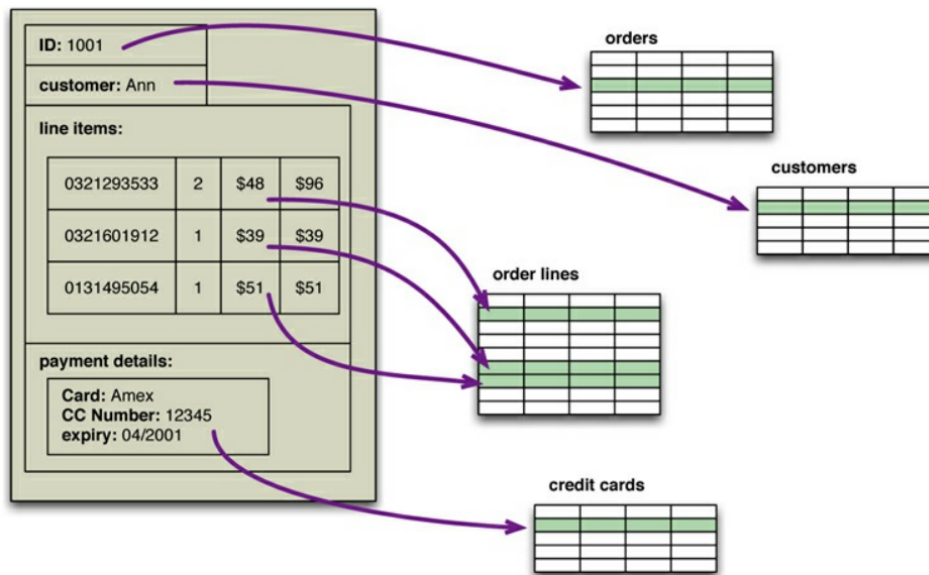 ID: 1001
customer: Ann
line items:
0321293533 2 $48 $96
0321601912 1 $39 $39
0131495054 1 $51 $51
payment details:
Card: Amex
CC Number: 12345
expiry: 04/2001
orders
customers
order lines
credit cards